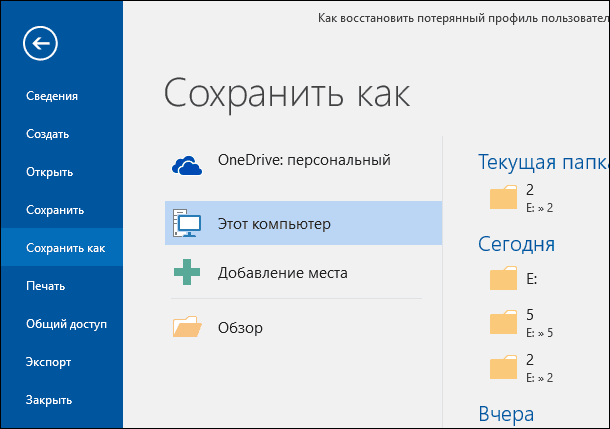 Как восстановить потерянный профиль пользовател
Сведения
Создать
Открыть
Сохранить
Сохранить как
Печать
Общий доступ
Экспорт
Закрыть
Сохранить как
OneDrive: персональный
Этот компьютер
Добавление места
Обзор
Текущая папка
2
E: » 2
Сегодня
E:
5
E: » 5
2
E: » 2
Вчера